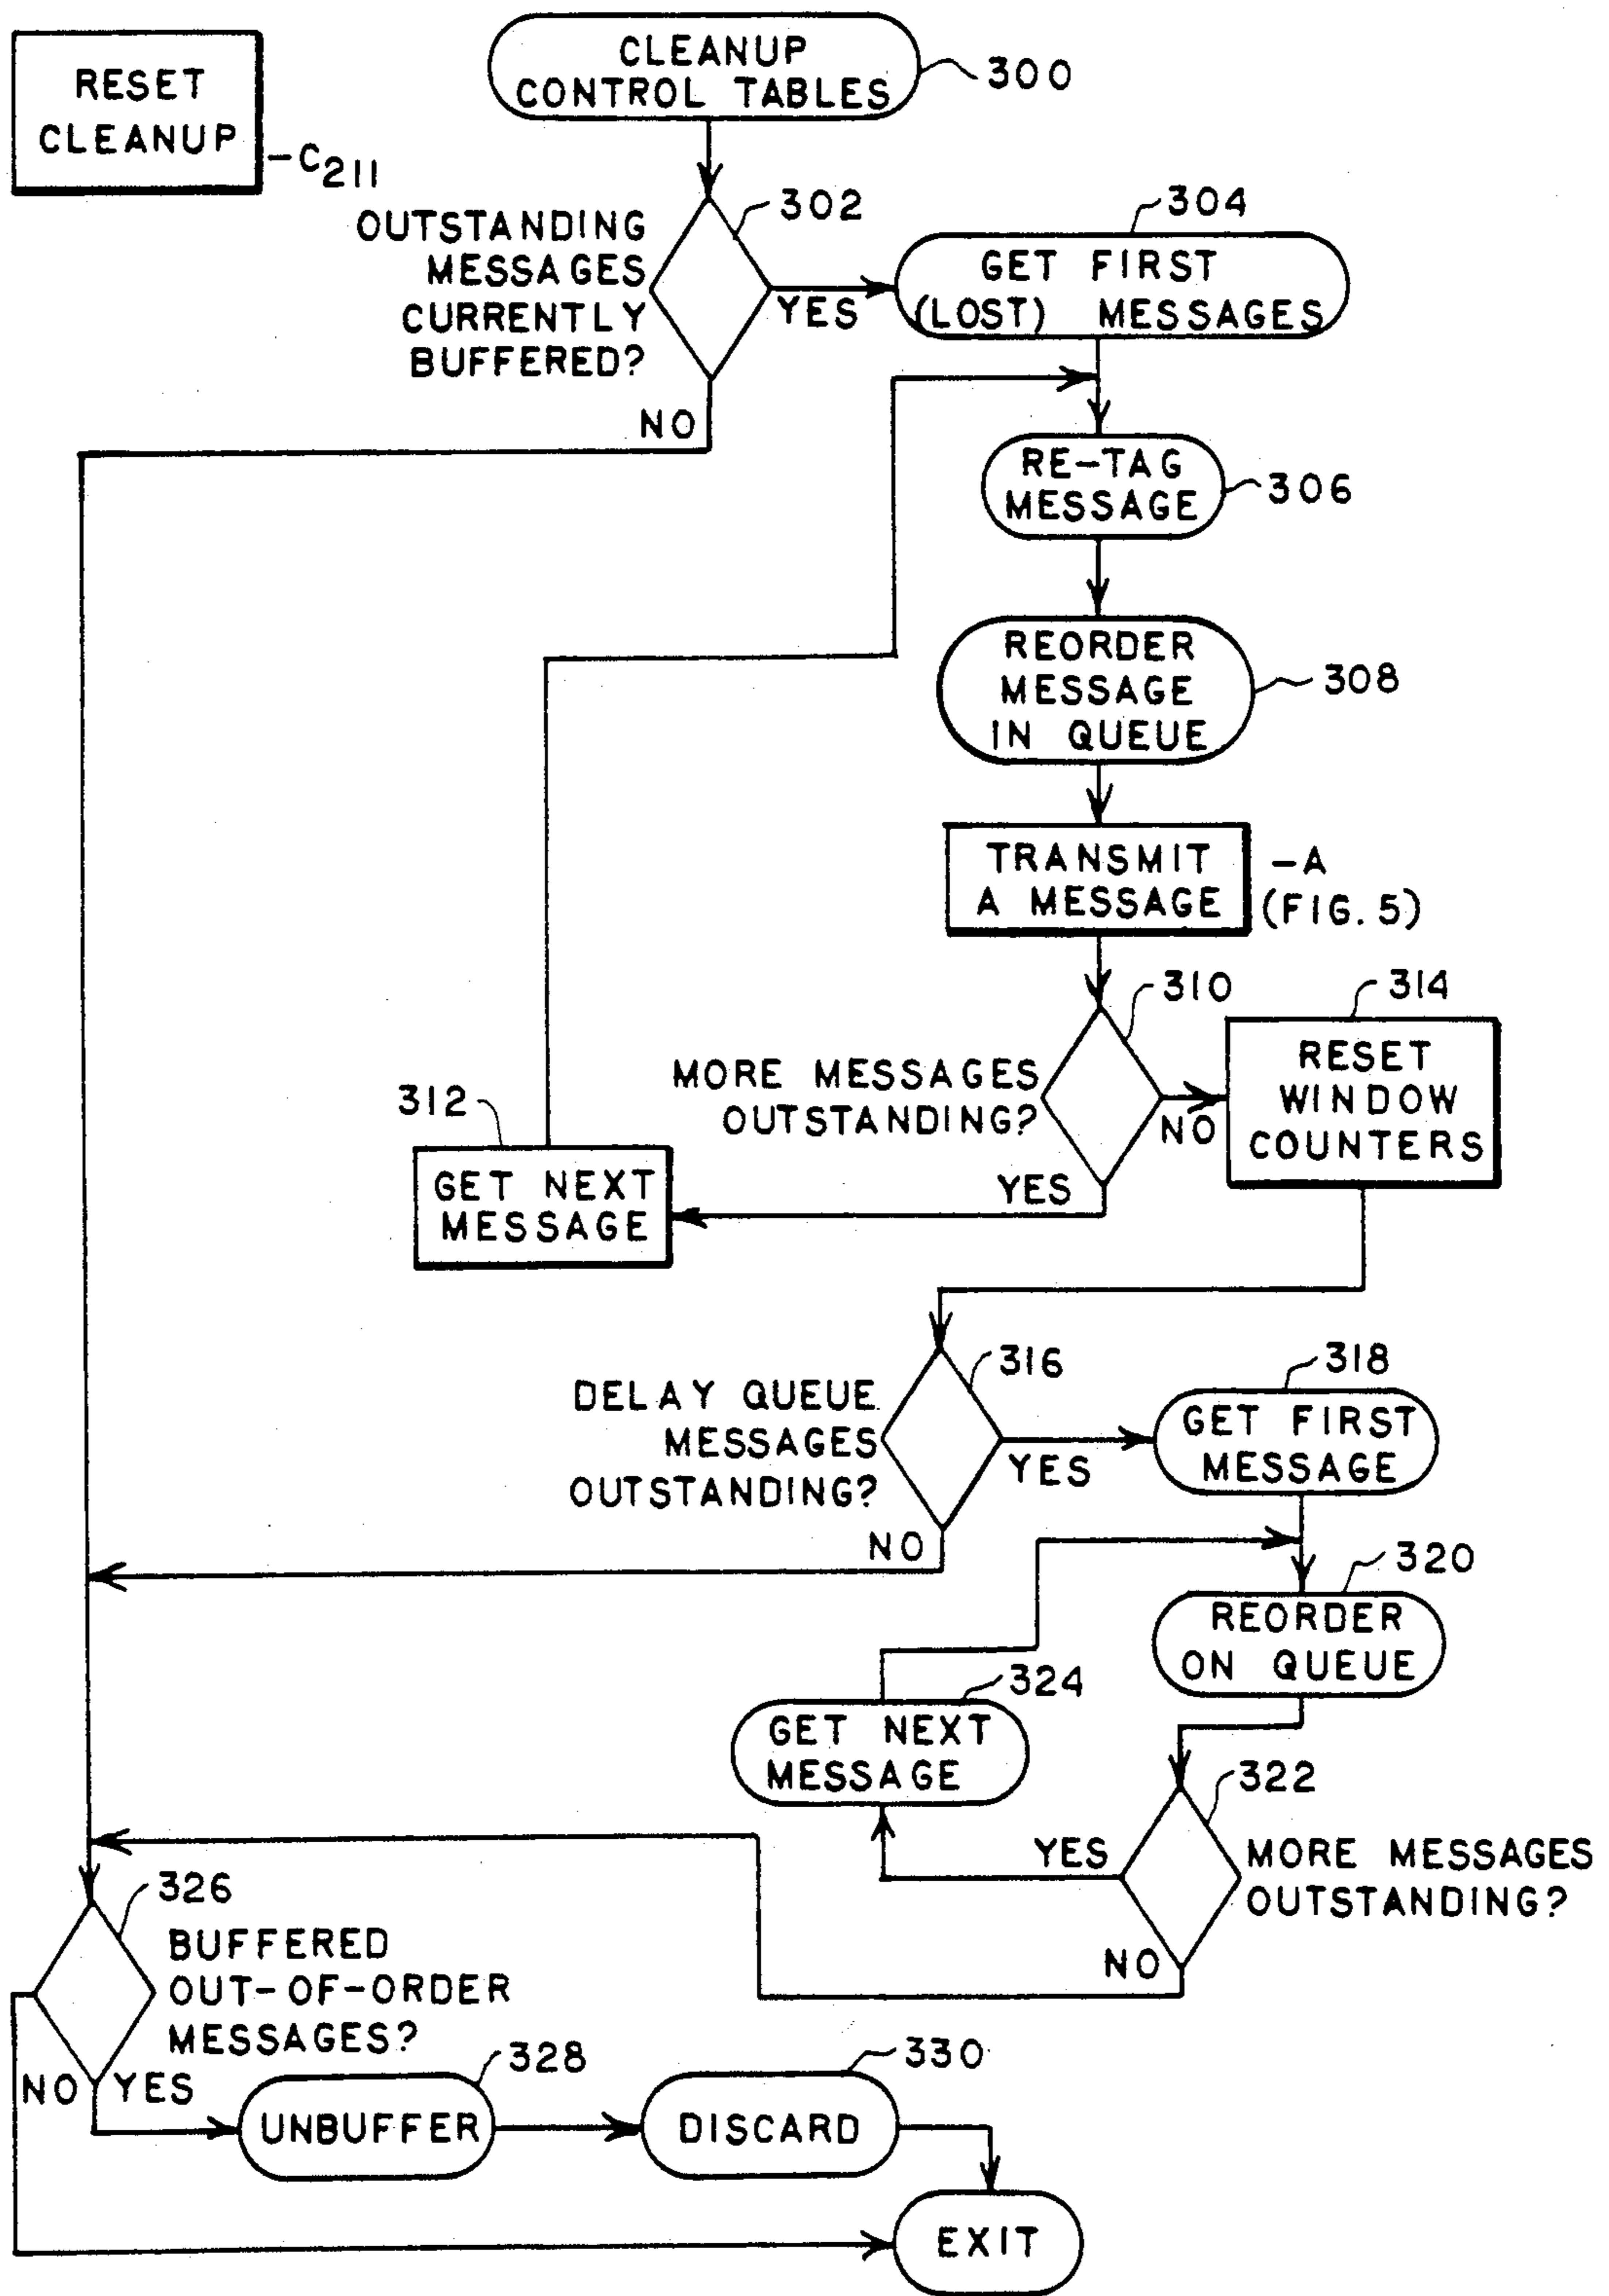 RESET
CLEANUP
-C211
CLEANUP
CONTROL TABLES
300
302
OUTSTANDING
MESSAGES
CURRENTLY
BUFFERED?
YES
NO
304
GET FIRST
(LOST) MESSAGES
RE-TAG
MESSAGE
306
REORDER
MESSAGE
IN QUEUE
308
TRANSMIT
A MESSAGE
-A
(FIG. 5)
310
MORE MESSAGES
OUTSTANDING?
NO
YES
314
RESET
WINDOW
COUNTERS
312
GET NEXT
MESSAGE
316
DELAY QUEUE
MESSAGES
OUTSTANDING?
YES
NO
318
GET FIRST
MESSAGE
320
REORDER
ON QUEUE
324
GET NEXT
MESSAGE
322
YES
MORE MESSAGES
OUTSTANDING?
NO
326
BUFFERED
OUT-OF-ORDER
MESSAGES?
NO
YES
328
UNBUFFER
330
DISCARD
EXIT